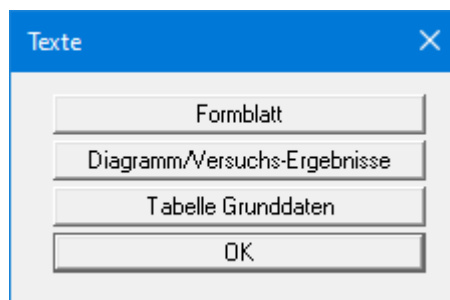 Texte
Formblatt
Diagramm/Versuchs-Ergebnisse
Tabelle Grunddaten
OK